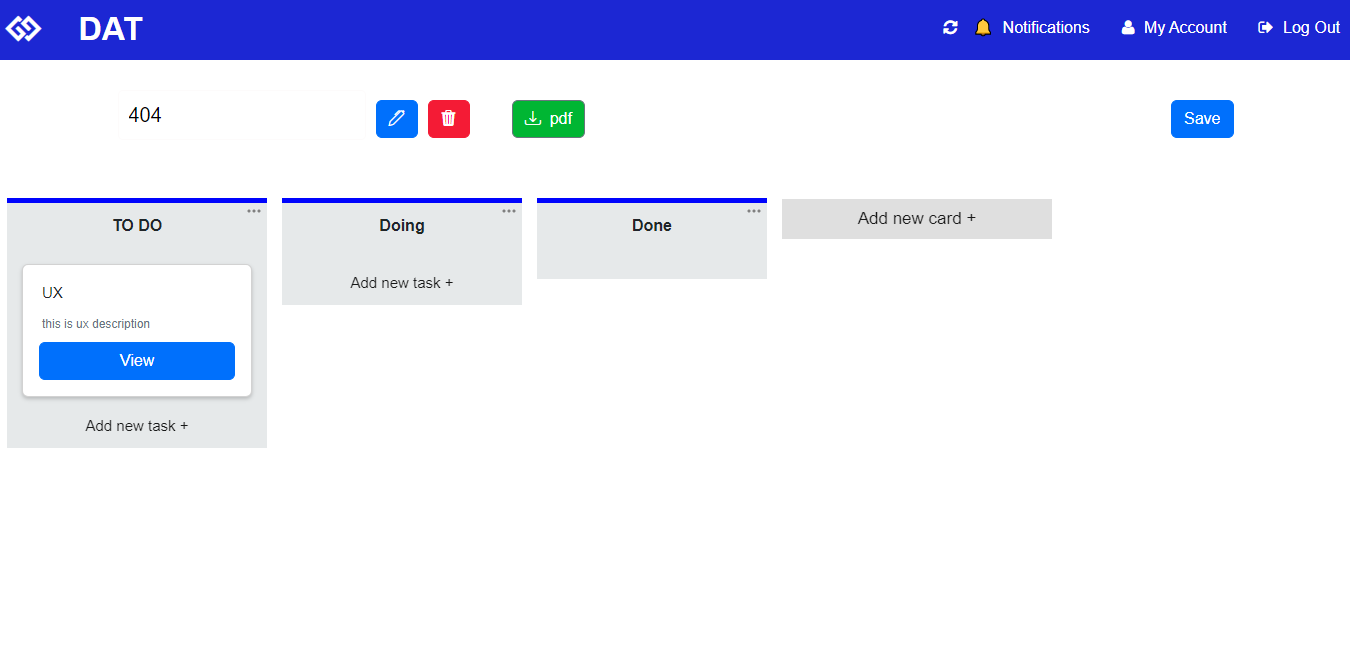 DAT
Notifications
My Account
Log Out
404
pdf
Save
TO DO
Doing
Done
Add new card +
UX
this is ux description
View
Add new task +
Add new task +